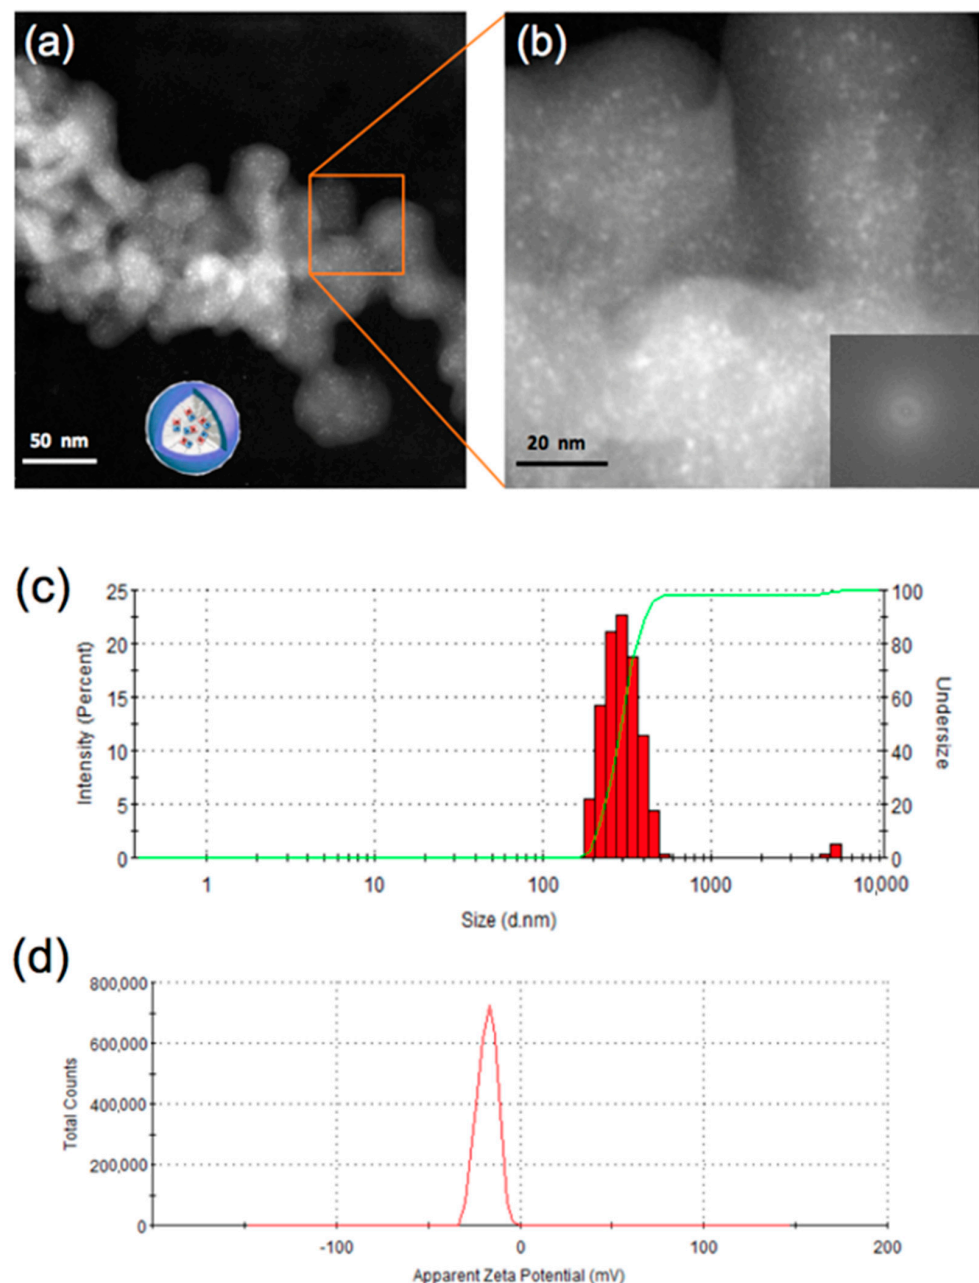 (a)
(b)
50 nm
20 nm
(c)
25
20
15
10
5
0
Intensity (Percent)
100
80
60
40
20
0
Undersize
1 10 100 1000 10,000
Size (d.nm)
(d)
800,000
600,000
400,000
200,000
0
Total Counts
-100 0 100 200
Apparent Zeta Potential (mV)